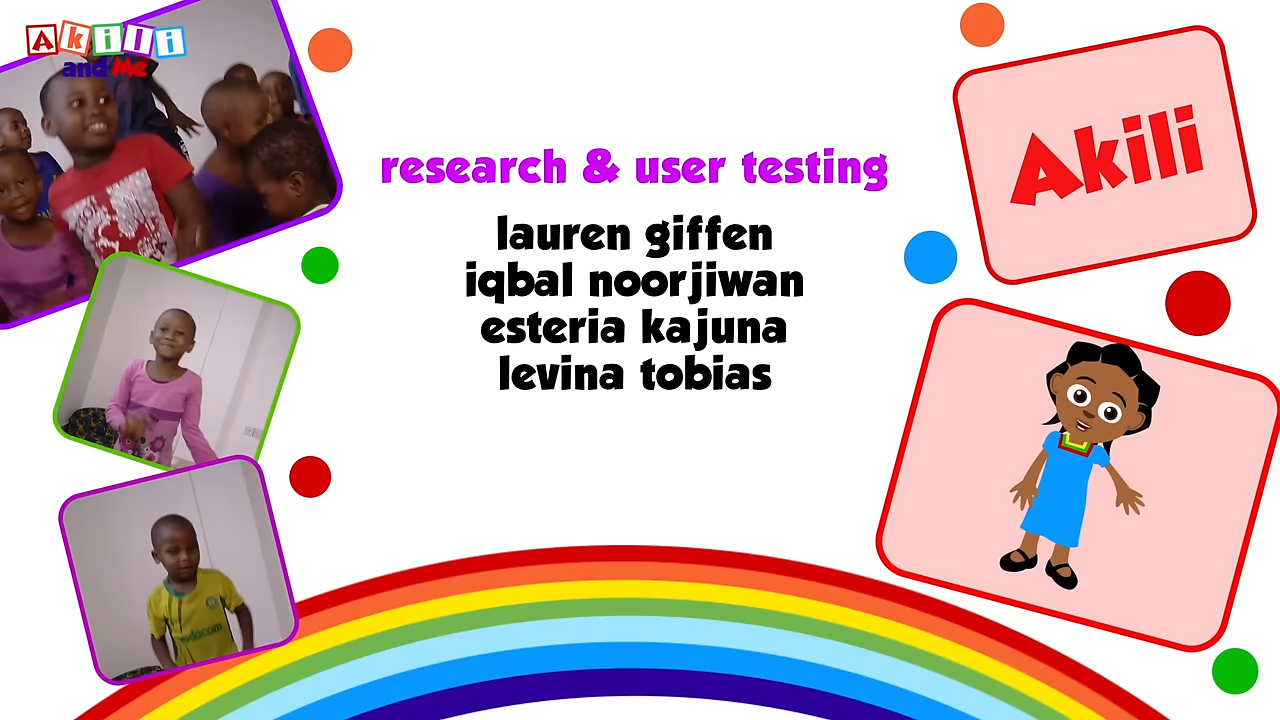 Akili
and Me
research & user testing
lauren giffen
iqbal noorjiwan
esteria kajuna
levina tobias
Akili